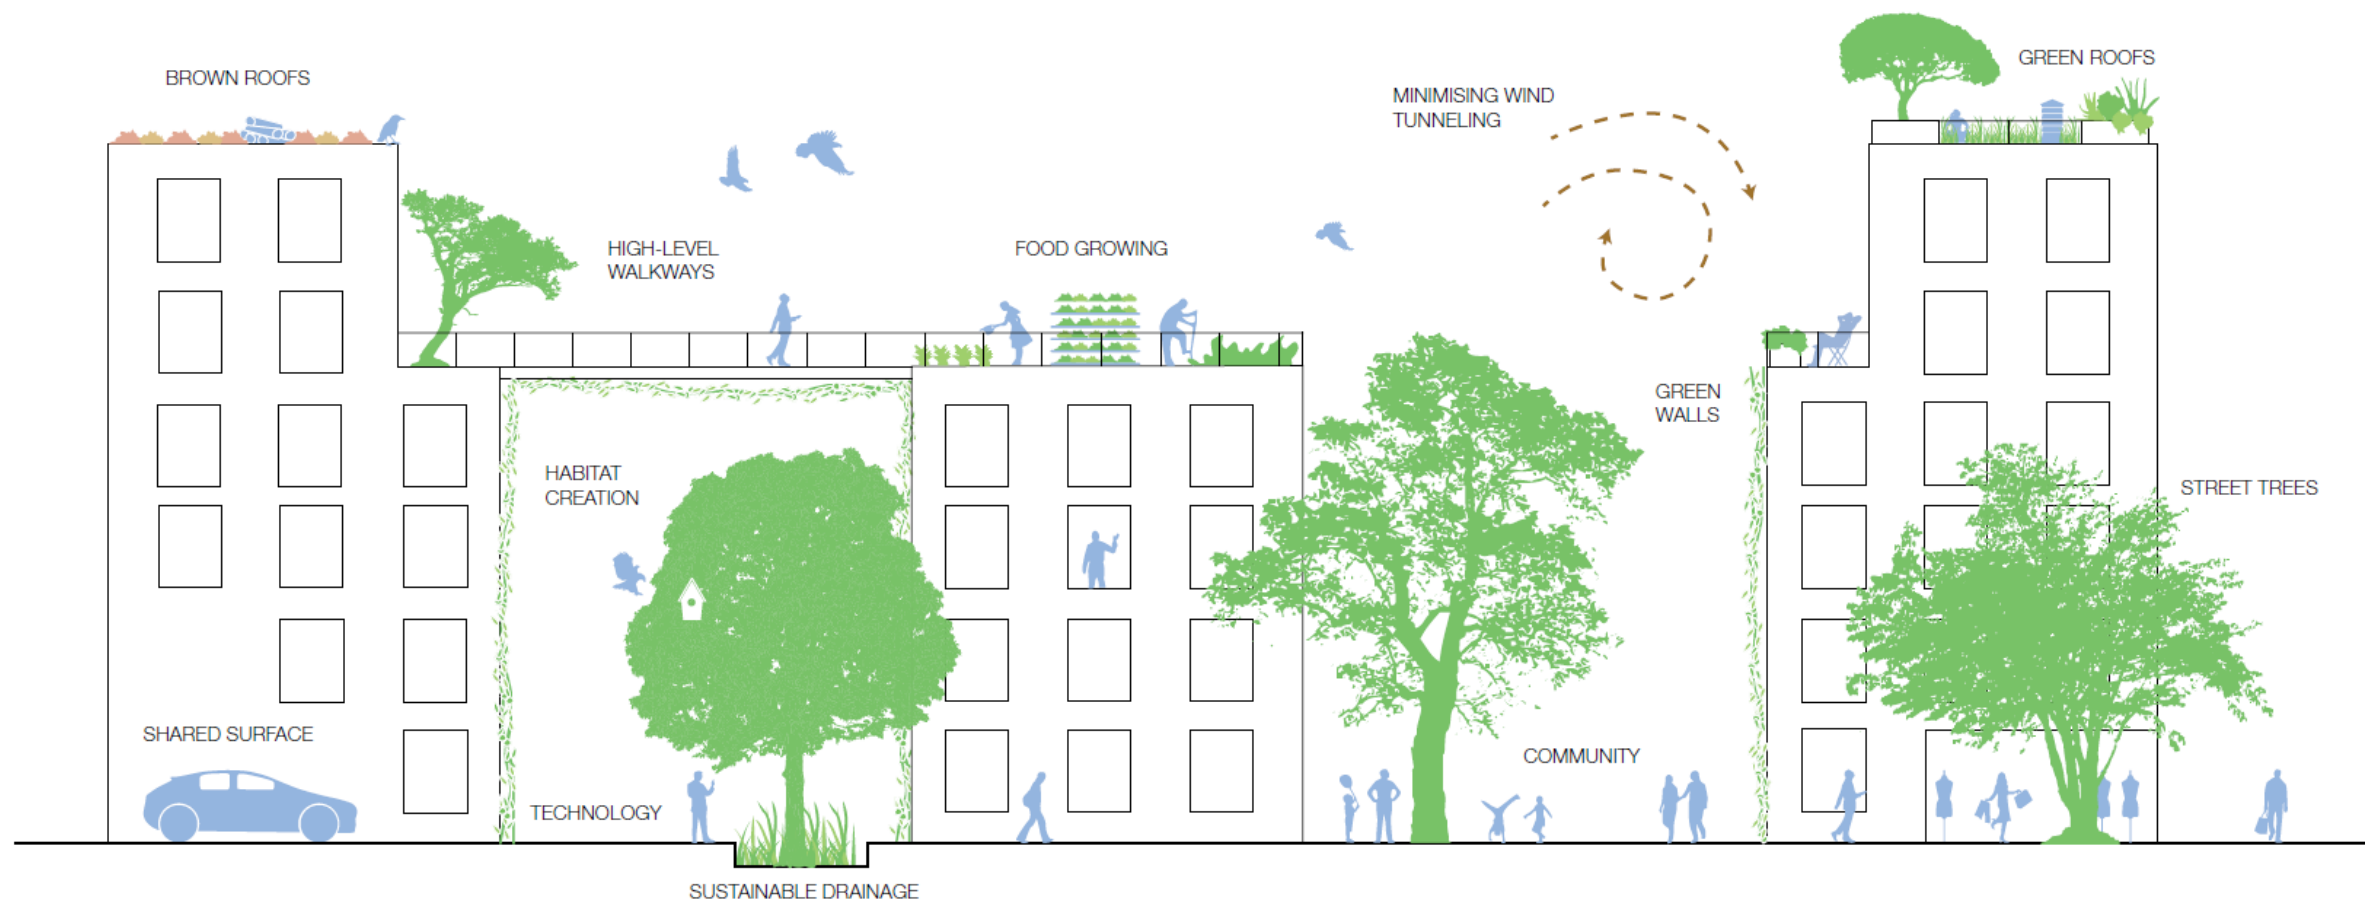 BROWN ROOFS
GREEN ROOFS
MINIMISING WIND
TUNNELING
HIGH-LEVEL
WALKWAYS
FOOD GROWING
GREEN
WALLS
HABITAT
CREATION
STREET TREES
SHARED SURFACE
COMMUNITY
TECHNOLOGY
SUSTAINABLE DRAINAGE